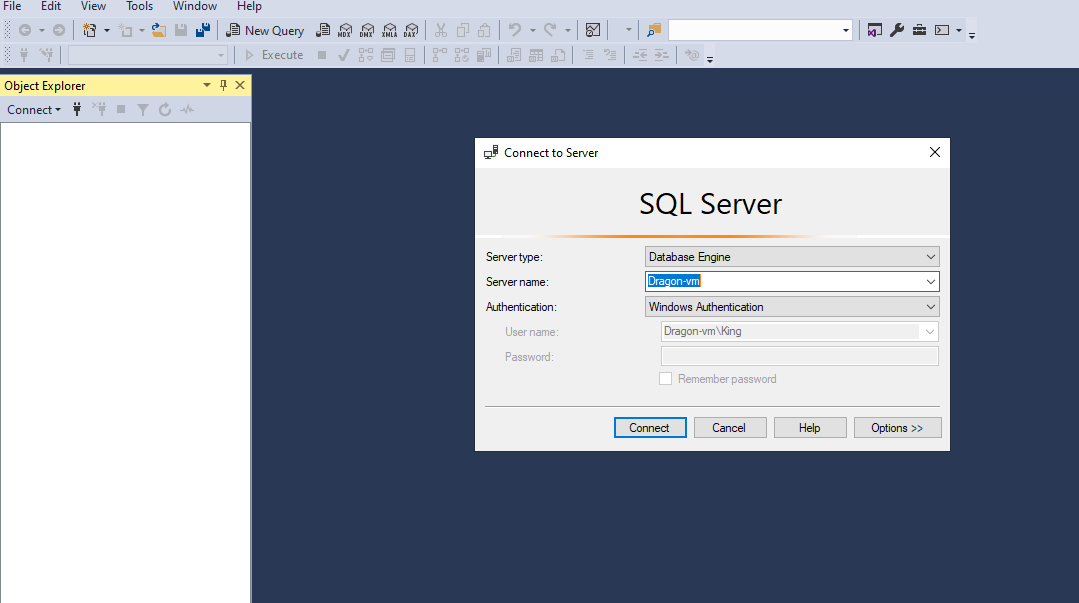 File Edit View Tools Window Help
New Query MDX DMX XMLA DAX
Execute
Object Explorer
Connect
Connect to Server
SQL Server
Server type: Database Engine
Server name: Dragon-vm
Authentication: Windows Authentication
User name: Dragon-vm\King
Password:
Remember password
Connect Cancel Help Options >>